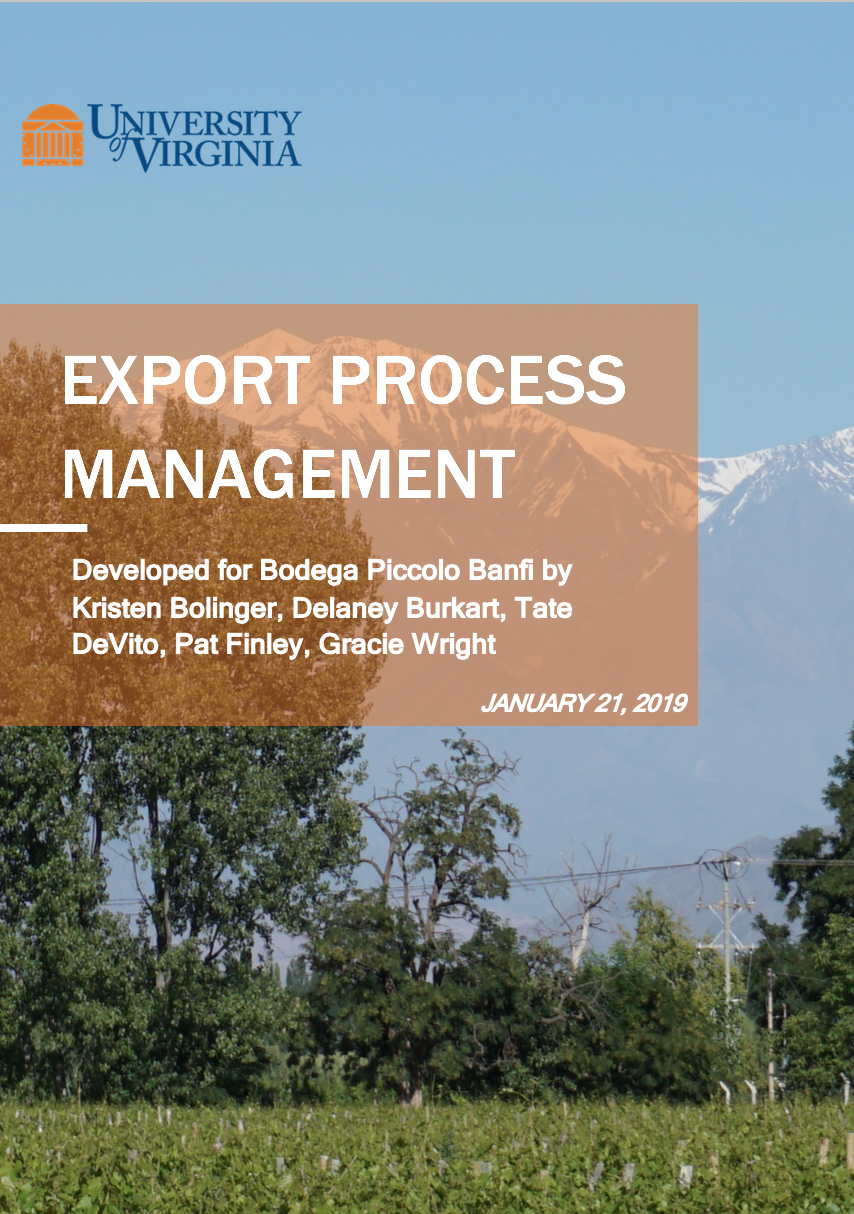 UNIVERSITY
of VIRGINIA
EXPORT PROCESS
MANAGEMENT
Developed for Bodega Piccolo Banfi by
Kristen Bolinger, Delaney Burkart, Tate
DeVito, Pat Finley, Gracie Wright
JANUARY 21, 2019